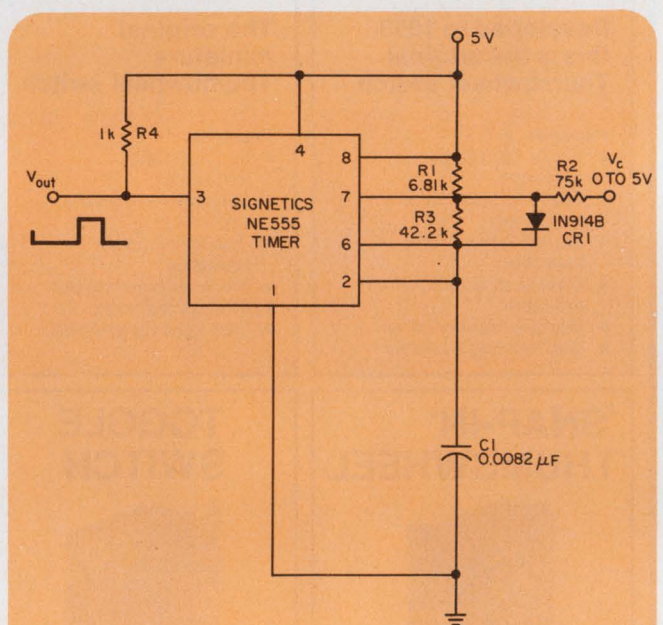 5V
1k R4
4
8
R1
6.81k
R2
75k
Vc
0 TO 5V
Vout
3
SIGNETICS
NE555
TIMER
7
R3
42.2k
IN914B
CR1
6
2
1
C1
0.0082 μF